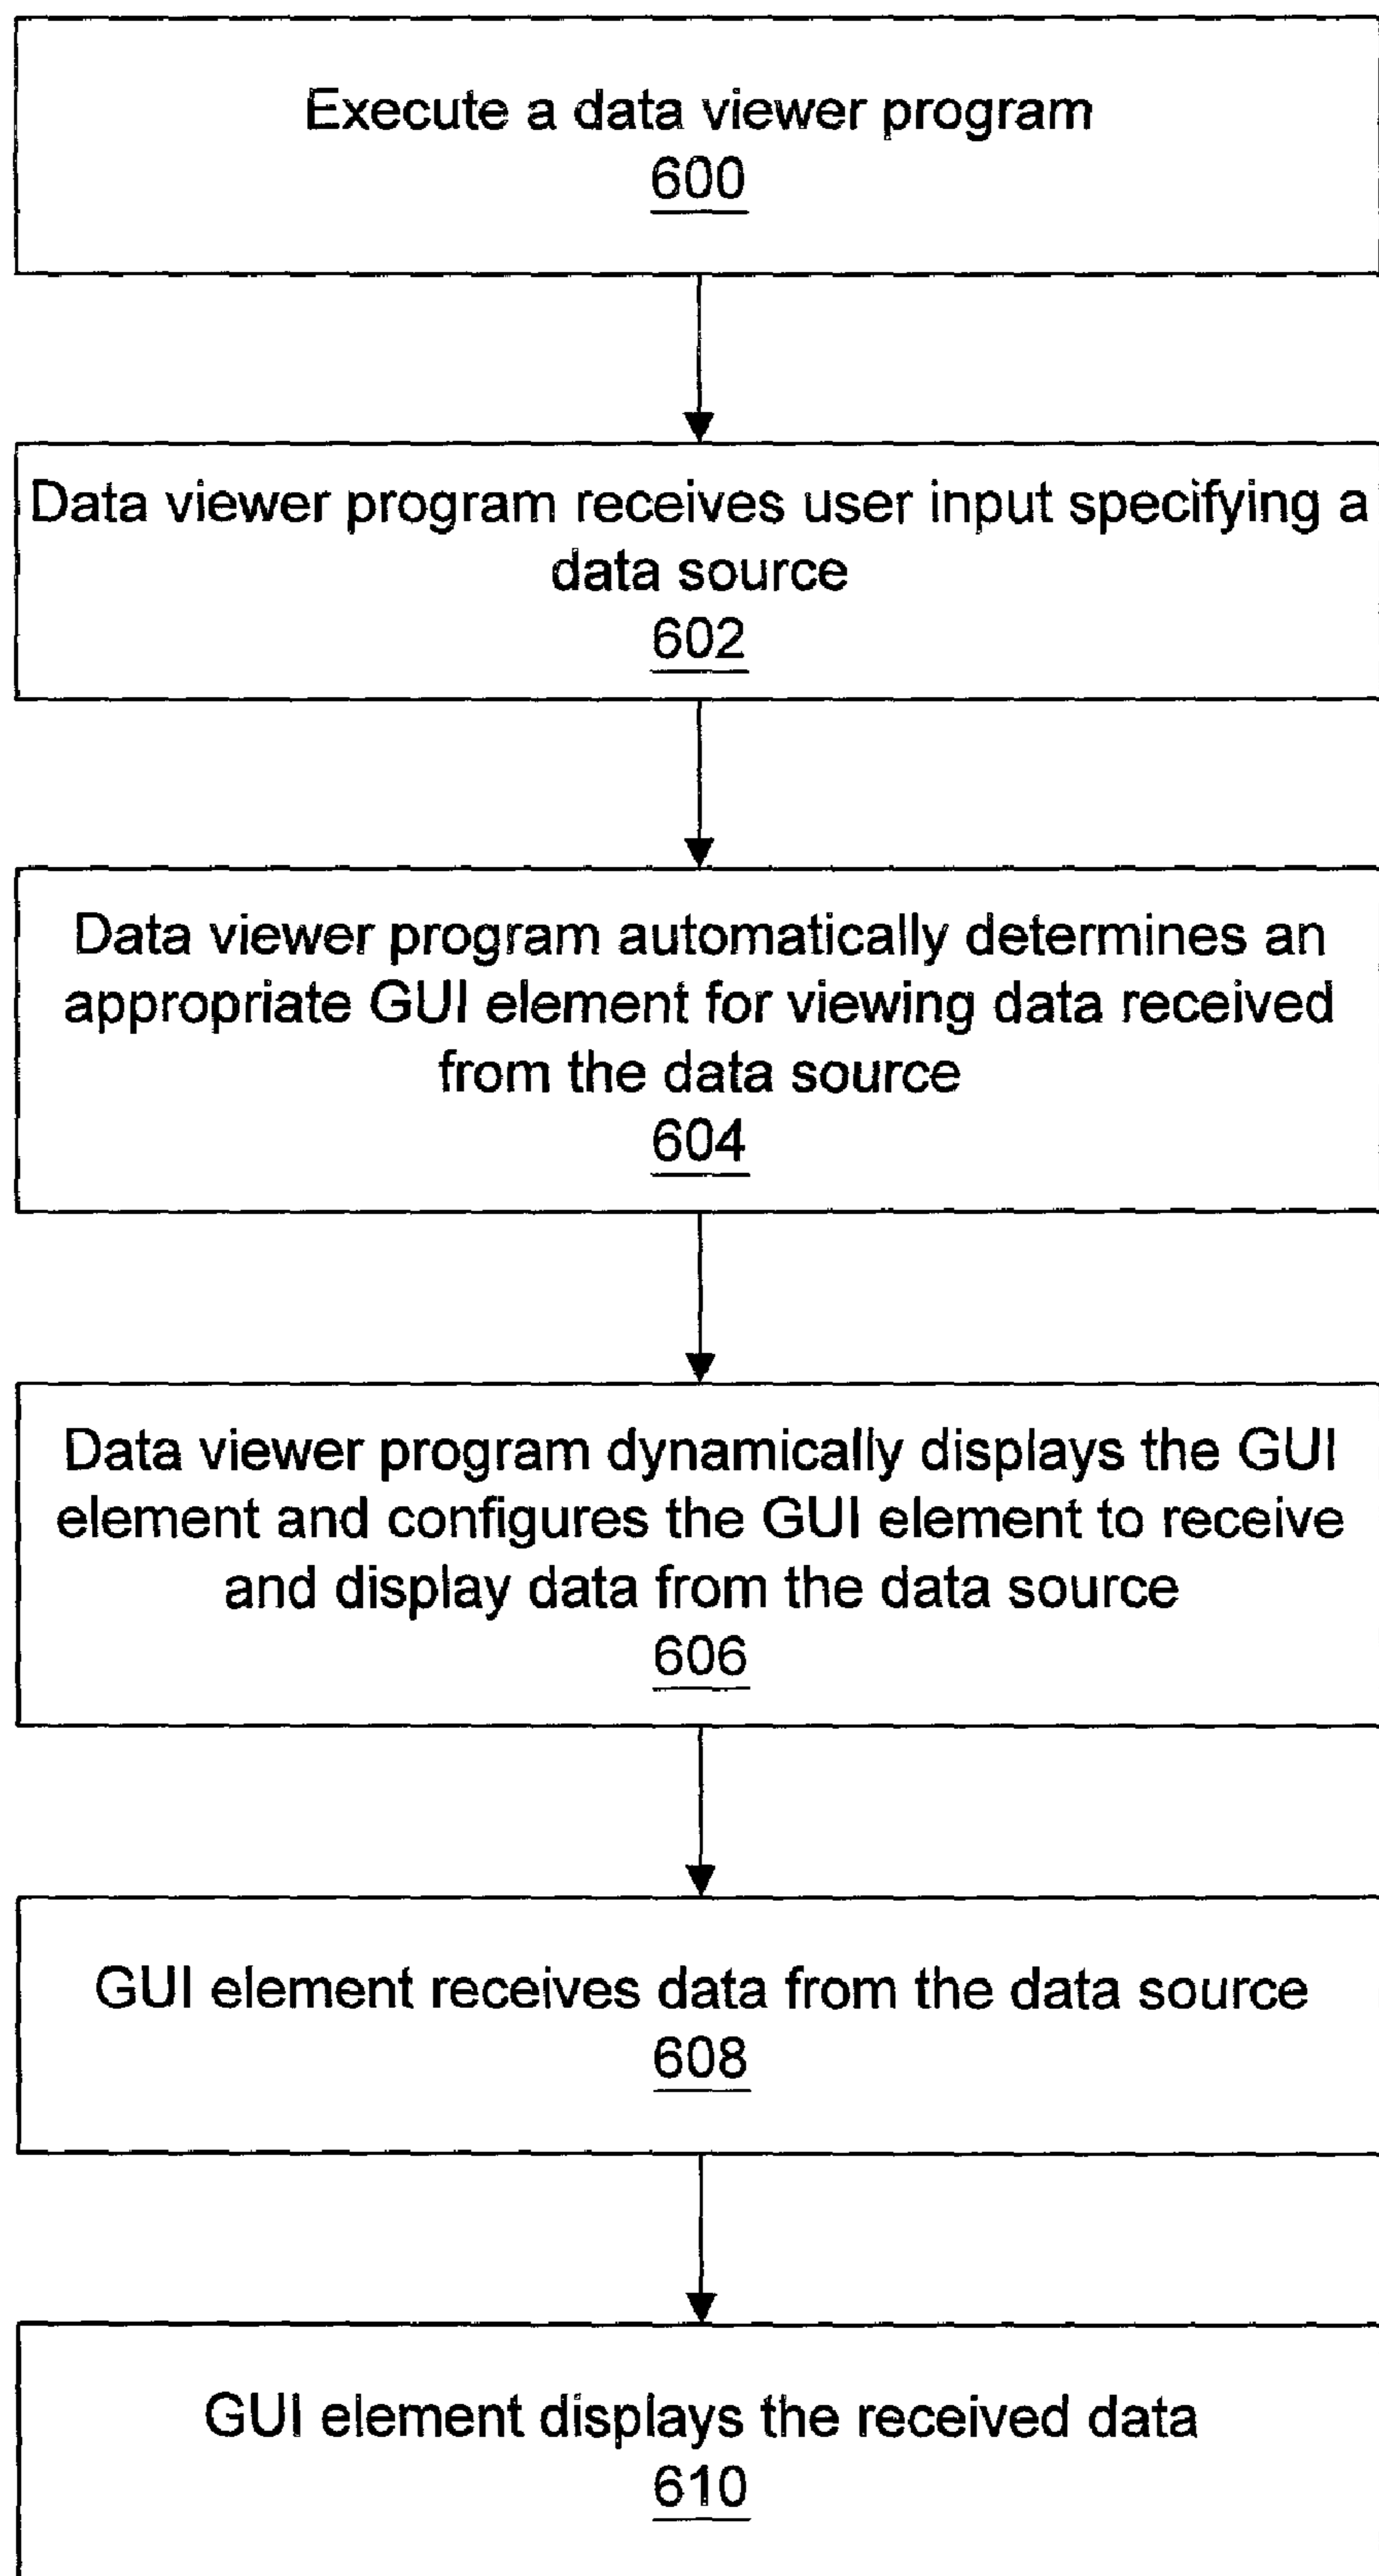 Execute a data viewer program
600
Data viewer program receives user input specifying a
data source
602
Data viewer program automatically determines an
appropriate GUI element for viewing data received
from the data source
604
Data viewer program dynamically displays the GUI
element and configures the GUI element to receive
and display data from the data source
606
GUI element receives data from the data source
608
GUI element displays the received data
610